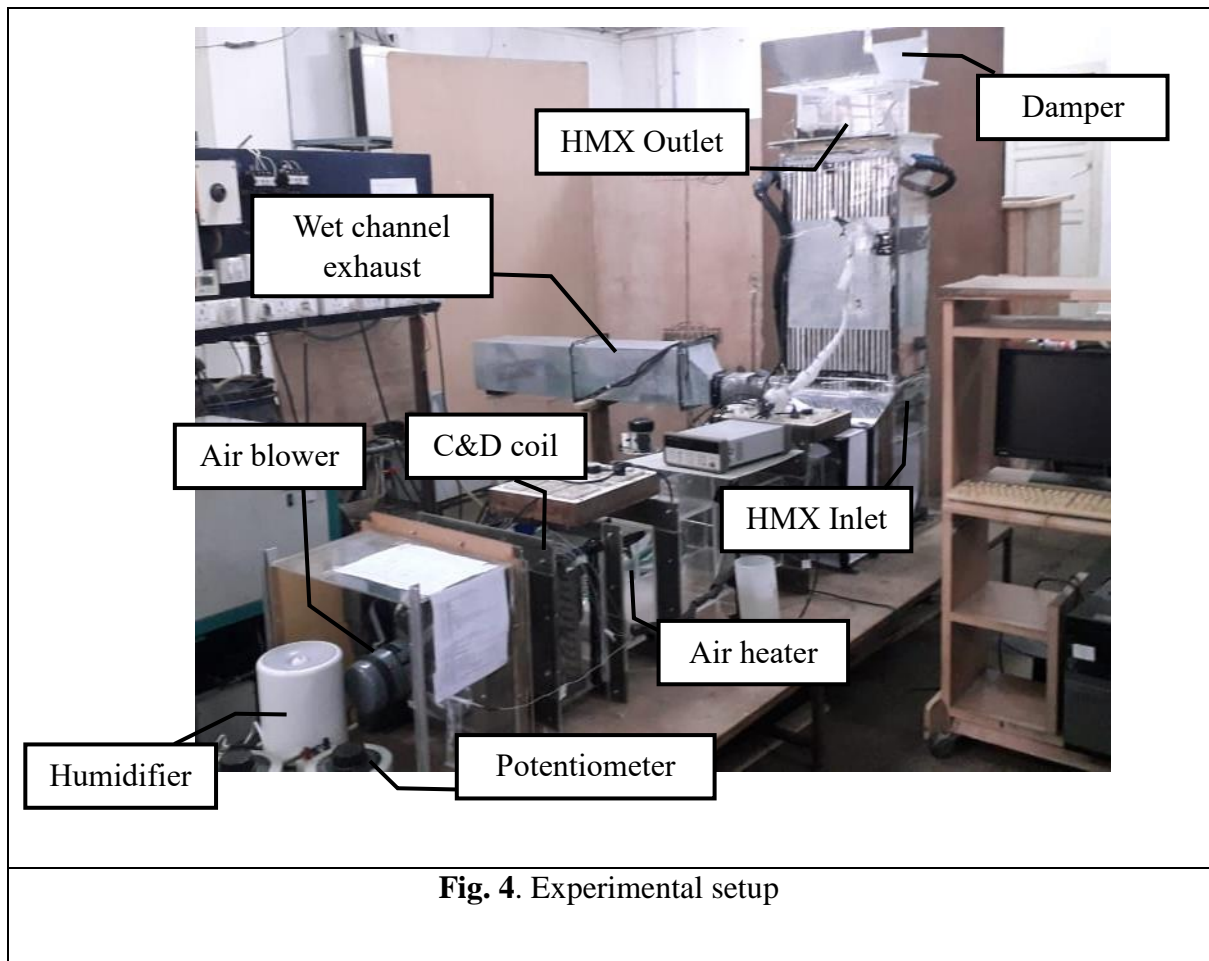 Damper
HMX Outlet
Wet channel
exhaust
Air blower
C&D coil
HMX Inlet
Air heater
Humidifier
Potentiometer
Fig. 4. Experimental setup